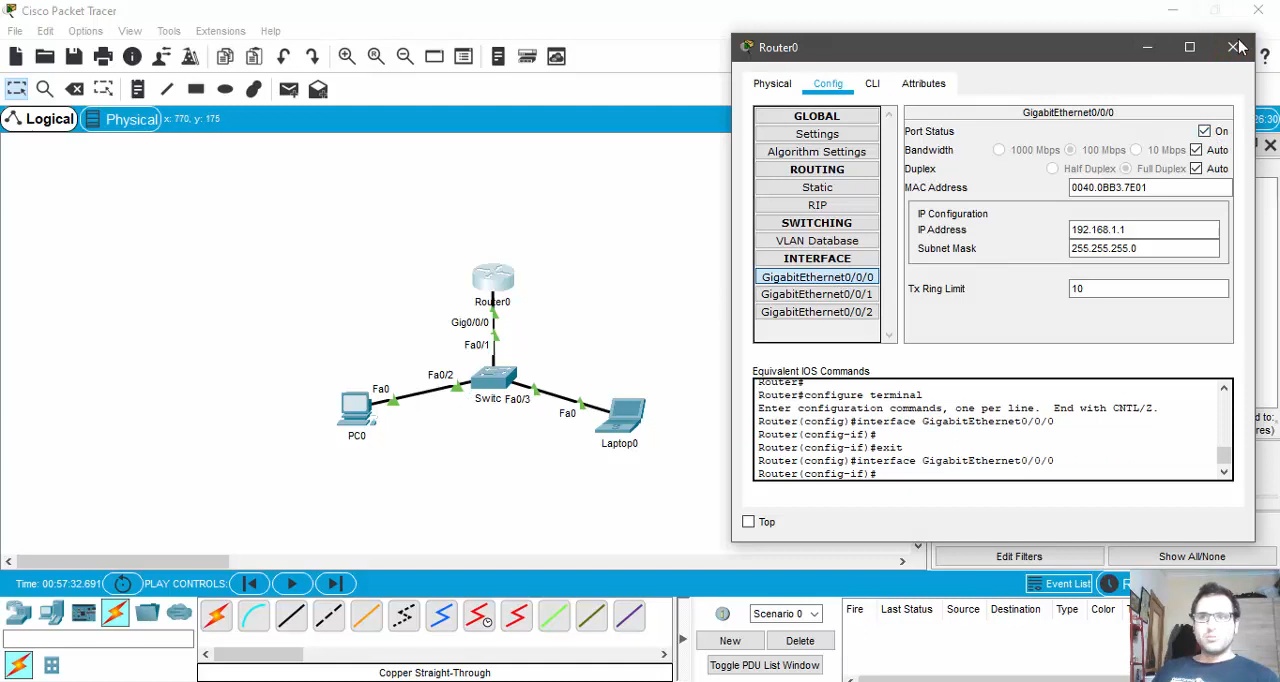 Cisco Packet Tracer
File Edit Options View Tools Extensions Help
Logical
Physical x: 770, y: 175
Router0
Physical Config CLI Attributes
GLOBAL
Settings
Algorithm Settings
ROUTING
Static
RIP
SWITCHING
VLAN Database
INTERFACE
GigabitEthernet0/0/0
GigabitEthernet0/0/1
GigabitEthernet0/0/2
GigabitEthernet0/0/0
Port Status On
Bandwidth 1000 Mbps 100 Mbps 10 Mbps Auto
Duplex Half Duplex Full Duplex Auto
MAC Address 0040.0BB3.7E01
IP Configuration
IP Address 192.168.1.1
Subnet Mask 255.255.255.0
Tx Ring Limit 10
Equivalent IOS Commands
Router#
Router#configure terminal
Enter configuration commands, one per line. End with CNTL/Z.
Router(config)#interface GigabitEthernet0/0/0
Router(config-if)#
Router(config-if)#exit
Router(config)#interface GigabitEthernet0/0/0
Router(config-if)#
Top
26:30
d to:
res)
Router0
Gig0/0/0
Fa0/1
Fa0/2
Switc Fa0/3
Fa0
PC0
Fa0
Laptop0
Edit Filters Show All/None
Time: 00:57:32.691 PLAY CONTROLS:
Event List R
Copper Straight-Through
Scenario 0
New Delete
Toggle PDU List Window
Fire Last Status Source Destination Type Color